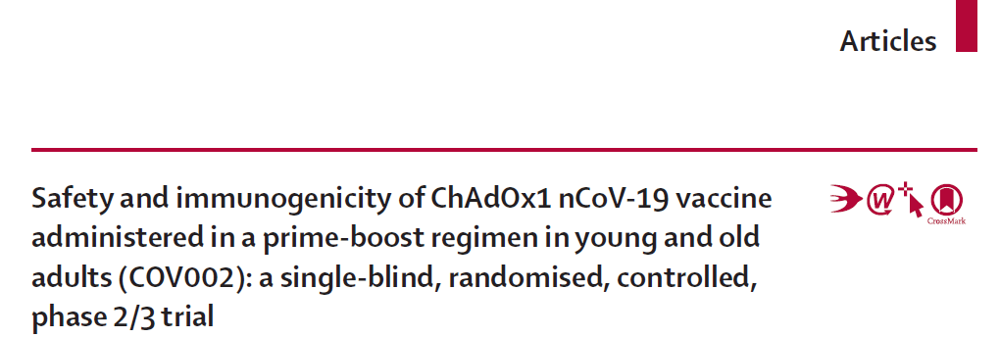 Articles
Safety and immunogenicity of ChAdOx1 nCoV-19 vaccine
administered in a prime-boost regimen in young and old
adults (COV002): a single-blind, randomised, controlled,
phase 2/3 trial
W
CrossMark